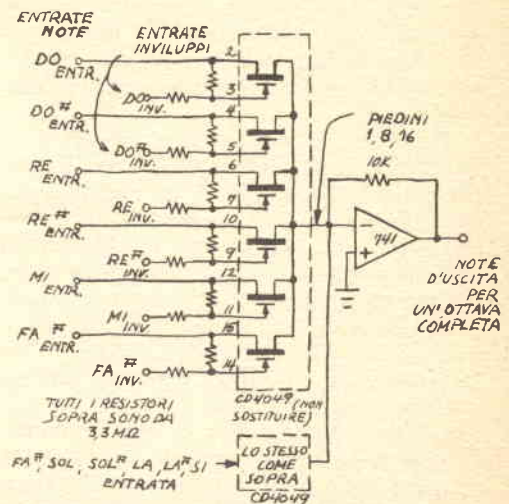 ENTRATE
NOTE
ENTRATE
INVILUPPI
DO
ENTR.
2
3
DO
INV.
DO#
ENTR.
4
5
DO#
INV.
RE
ENTR.
6
7
RE
INV.
RE#
ENTR.
10
9
RE#
INV.
MI
ENTR.
12
11
MI
INV.
FA#
ENTR.
15
14
FA#
INV.
PIEDINI
1, 8, 16
10K
741
-
+
NOTE
D'USCITA
PER
UN'OTTAVA
COMPLETA
CD4049 (NON
SOSTITUIRE)
TUTTI I RESISTORI
SOPRA SONO DA
3,3 MΩ
FA#, SOL, SOL#, LA, LA#, SI
ENTRATA
LO STESSO
COME
SOPRA
CD4049